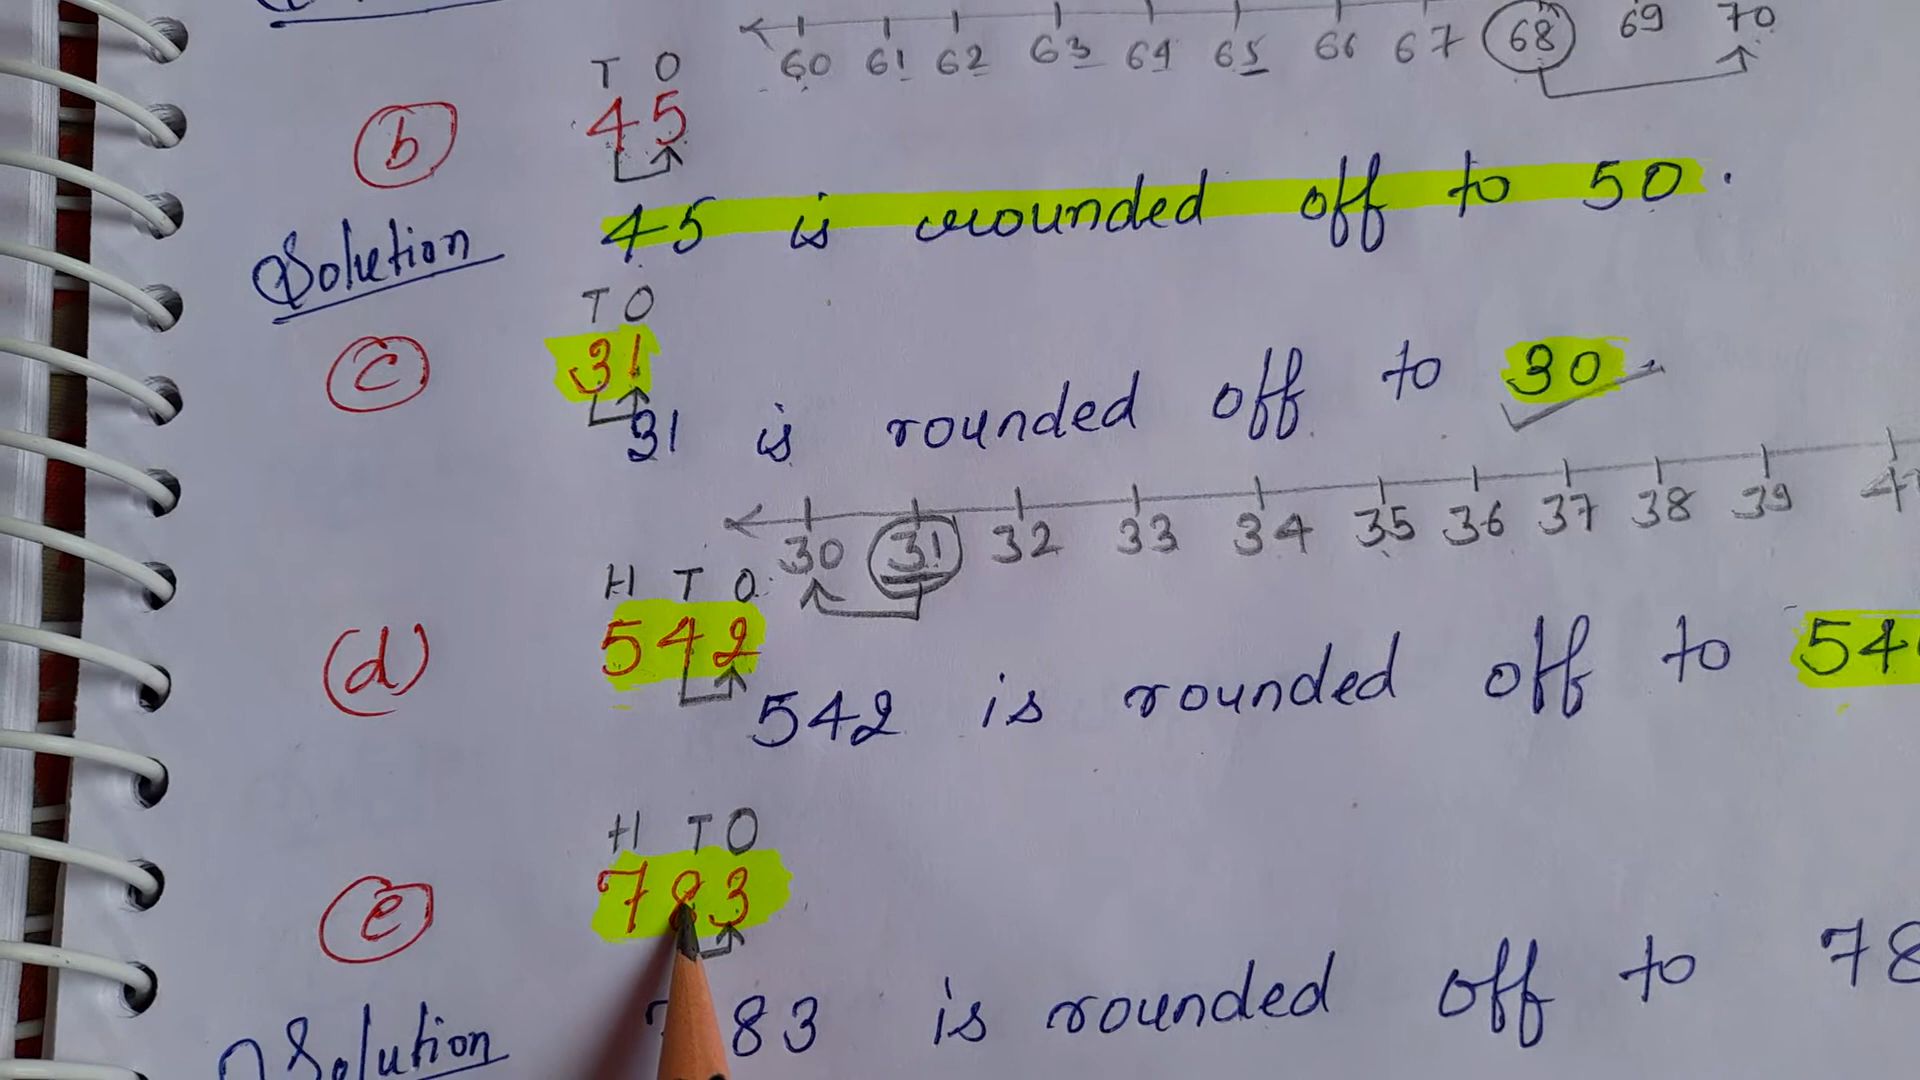 60 61 62 63 64 65 66 67 68 69 70
T O
b 45
Solution 45 is rounded off to 50.
T O
c 31
31 is rounded off to 30.
30 31 32 33 34 35 36 37 38 39
H T O
(d) 542
542 is rounded off to 54
H T O
e 783
Solution 83 is rounded off to 78